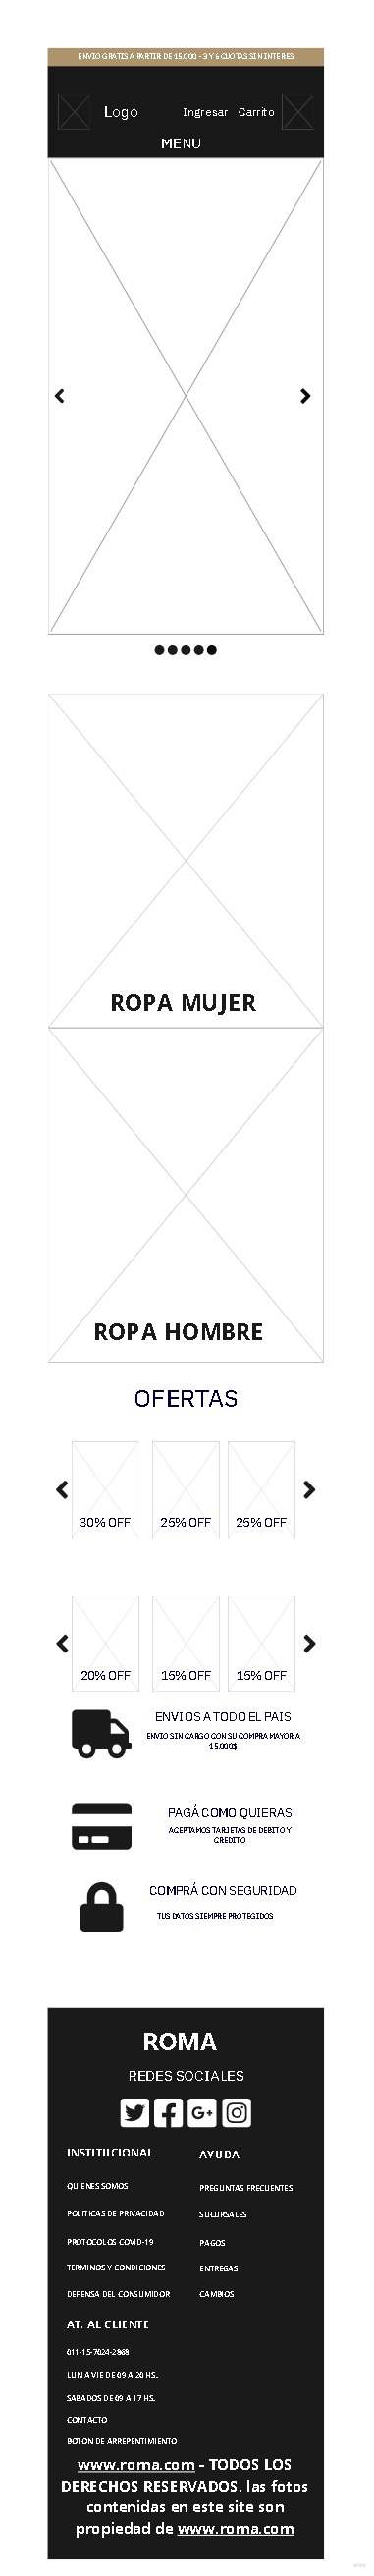 ENVIO GRATIS A PARTIR DE 15.000 - 3 Y 6 CUOTAS SIN INTERES
Logo
Ingresar
Carrito
MENU
ROPA MUJER
ROPA HOMBRE
OFERTAS
30% OFF
25% OFF
25% OFF
20% OFF
15% OFF
15% OFF
ENVIOS A TODO EL PAIS
ENVIO SIN CARGO CON SU COMPRA MAYOR A
15.000$
PAGÁ COMO QUIERAS
ACEPTAMOS TARJETAS DE DEBITO Y
CREDITO
COMPRÁ CON SEGURIDAD
TUS DATOS SIEMPRE PROTEGIDOS
ROMA
REDES SOCIALES
INSTITUCIONAL
QUIENES SOMOS
POLITICAS DE PRIVACIDAD
PROTOCOLOS COVID-19
TERMINOS Y CONDICIONES
DEFENSA DEL CONSUMIDOR
AYUDA
PREGUNTAS FRECUENTES
SUCURSALES
PAGOS
ENTREGAS
CAMBIOS
AT. AL CLIENTE
011-15-7024-2868
LUN A VIE DE 09 A 20 HS.
SABADOS DE 09 A 17 HS.
CONTACTO
BOTON DE ARREPENTIMIENTO
www.roma.com - TODOS LOS
DERECHOS RESERVADOS. las fotos
contenidas en este site son
propiedad de www.roma.com